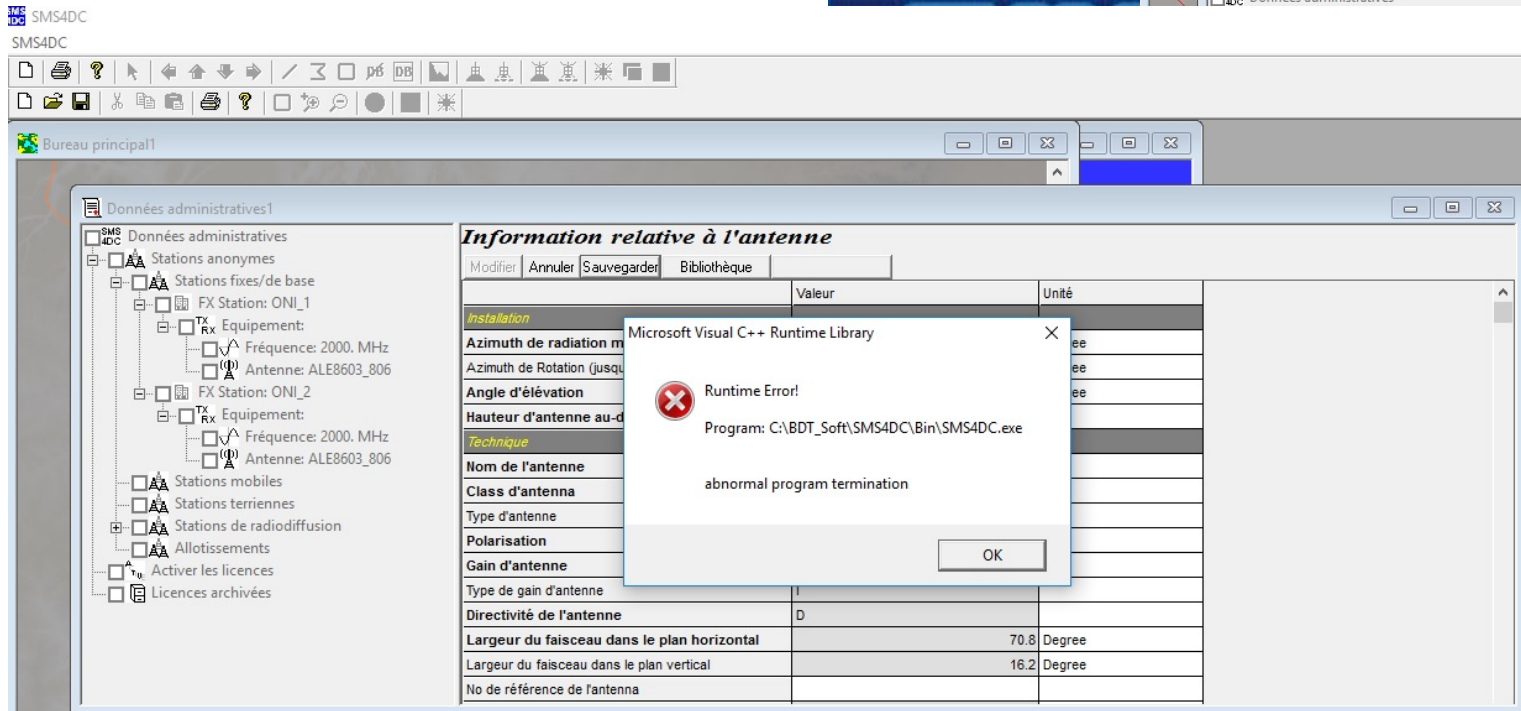 Données administratives
SMS4DC
SMS4DC
Bureau principal1
Données administratives1
Données administratives
Stations anonymes
Stations fixes/de base
FX Station: ONI_1
Equipement:
Fréquence: 2000. MHz
Antenne: ALE8603_806
FX Station: ONI_2
Equipement:
Fréquence: 2000. MHz
Antenne: ALE8603_806
Stations mobiles
Stations terriennes
Stations de radiodiffusion
Allotissements
Activer les licences
Licences archivées
Information relative à l'antenne
Modifier Annuler Sauvegarder Bibliothèque
Valeur Unité
Installation
Azimuth de radiation m ee
Azimuth de Rotation (jusqu ee
Angle d'élévation ee
Hauteur d'antenne au-d
Technique
Nom de l'antenne
Class d'antenna
Type d'antenne
Polarisation
Gain d'antenne
Type de gain d'antenne I
Directivité de l'antenne D
Largeur du faisceau dans le plan horizontal 70.8 Degree
Largeur du faisceau dans le plan vertical 16.2 Degree
No de référence de l'antenna
Microsoft Visual C++ Runtime Library
Runtime Error!
Program: C:\BDT_Soft\SMS4DC\Bin\SMS4DC.exe
abnormal program termination
OK